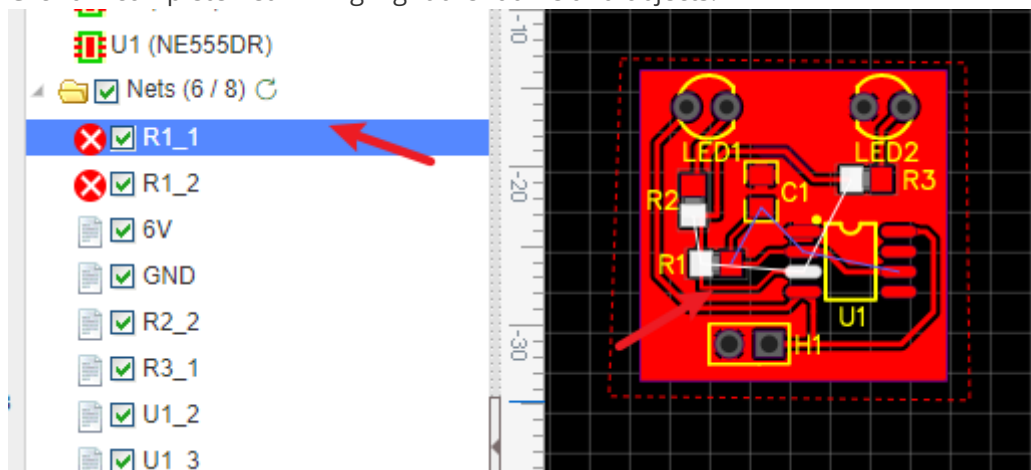 U1 (NE555DR)
Nets (6 / 8)
R1_1
R1_2
6V
GND
R2_2
R3_1
U1_2
U1_3
-10
-20
-30
LED1
LED2
R2
C1
R3
R1
U1
H1